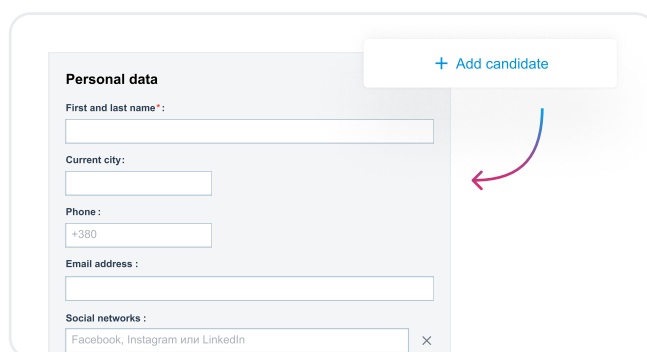 + Add candidate
Personal data
First and last name*:
Current city:
Phone :
+380
Email address :
Social networks :
Facebook, Instagram или LinkedIn